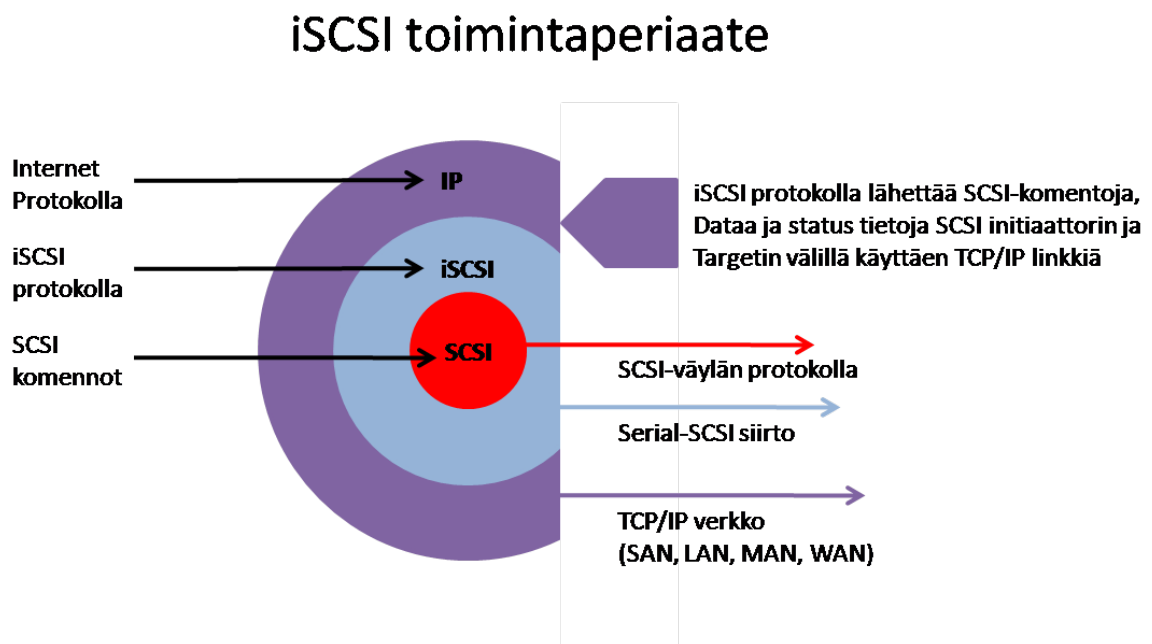 iSCSI toimintaperiaate
Internet
Protokolla
IP
iSCSI protokolla lähettää SCSI-komentoja,
Dataa ja status tietoja SCSI initiaattorin ja
Targetin välillä käyttäen TCP/IP linkkiä
iSCSI
protokolla
iSCSI
SCSI
komennot
SCSI
SCSI-väylän protokolla
Serial-SCSI siirto
TCP/IP verkko
(SAN, LAN, MAN, WAN)